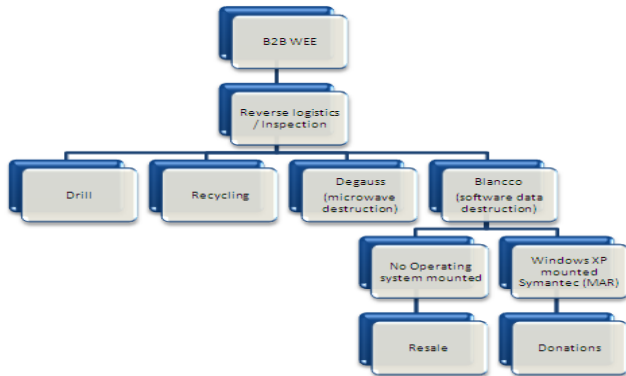 B2B WEE
Reverse logistics
/ Inspection
Drill
Recycling
Degauss
(microwave
destruction)
Blancco
(software data
destruction)
No Operating
system mounted
Windows XP
mounted
Symantec (MAR)
Resale
Donations